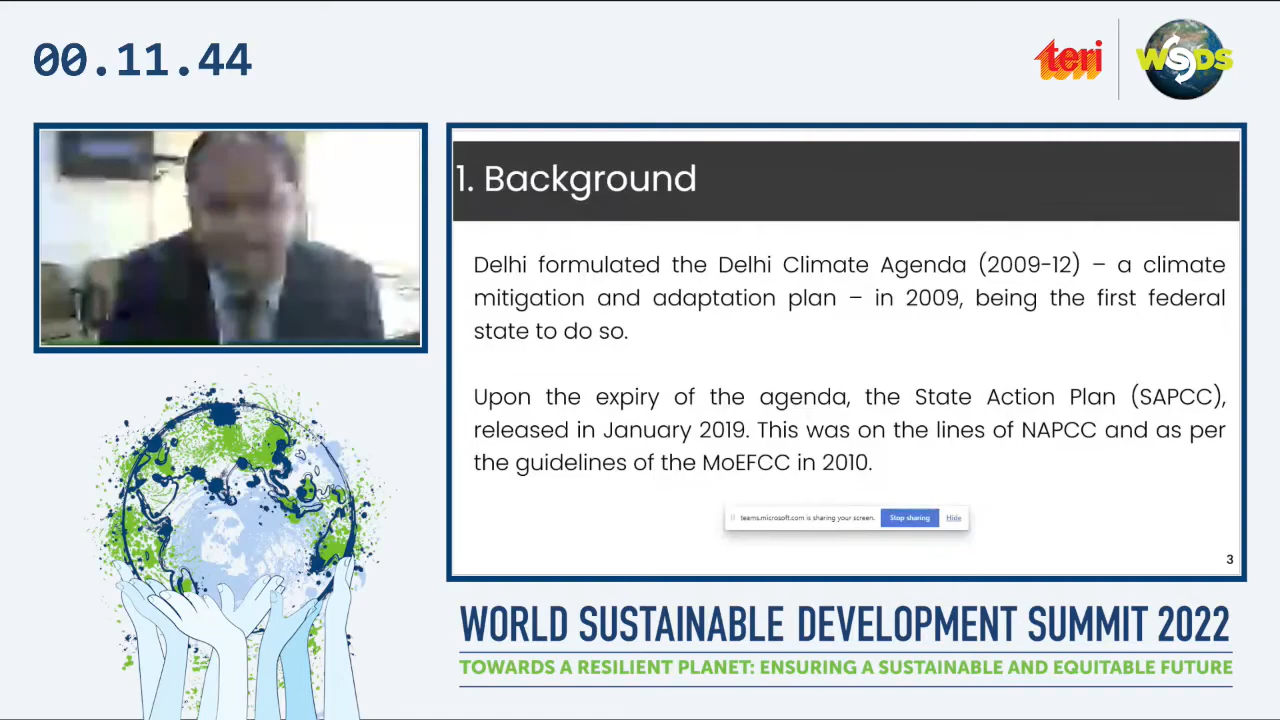 00.11.44
teri
WSDS
1. Background
Delhi formulated the Delhi Climate Agenda (2009-12) – a climate
mitigation and adaptation plan – in 2009, being the first federal
state to do so.
Upon the expiry of the agenda, the State Action Plan (SAPCC),
released in January 2019. This was on the lines of NAPCC and as per
the guidelines of the MoEFCC in 2010.
teams.microsoft.com is sharing your screen. Stop sharing Hide
3
WORLD SUSTAINABLE DEVELOPMENT SUMMIT 2022
TOWARDS A RESILIENT PLANET: ENSURING A SUSTAINABLE AND EQUITABLE FUTURE